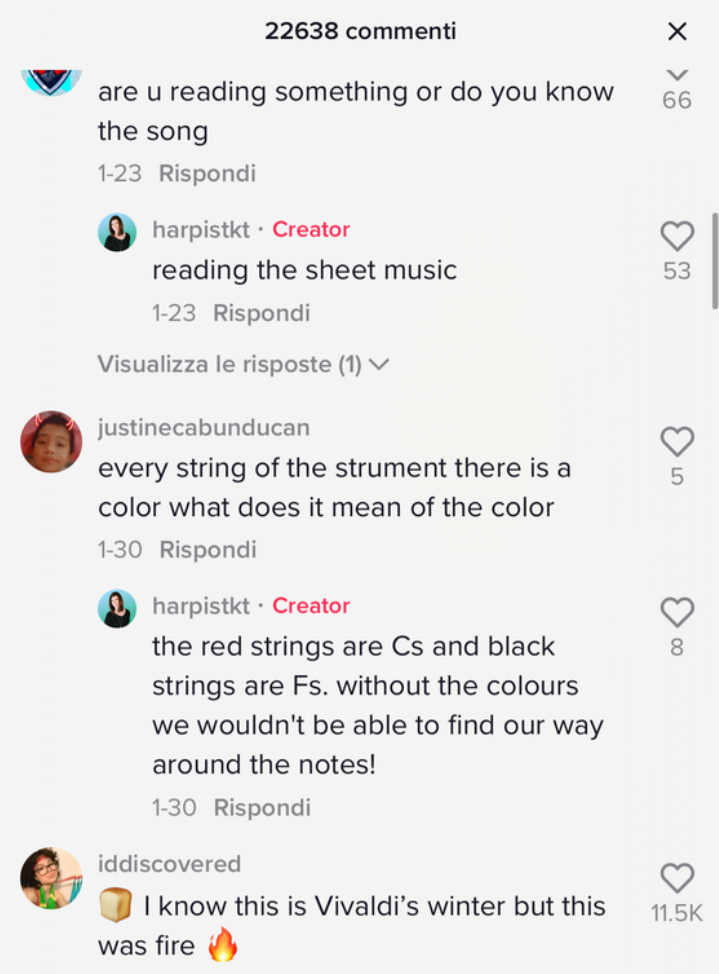 22638 commenti
are u reading something or do you know
the song
66
1-23 Rispondi
harpistkt · Creator
reading the sheet music
53
1-23 Rispondi
Visualizza le risposte (1)
justinecabunducan
every string of the strument there is a
color what does it mean of the color
5
1-30 Rispondi
harpistkt · Creator
the red strings are Cs and black
strings are Fs. without the colours
we wouldn't be able to find our way
around the notes!
8
1-30 Rispondi
iddiscovered
🍞 I know this is Vivaldi’s winter but this
was fire 🔥
11.5K